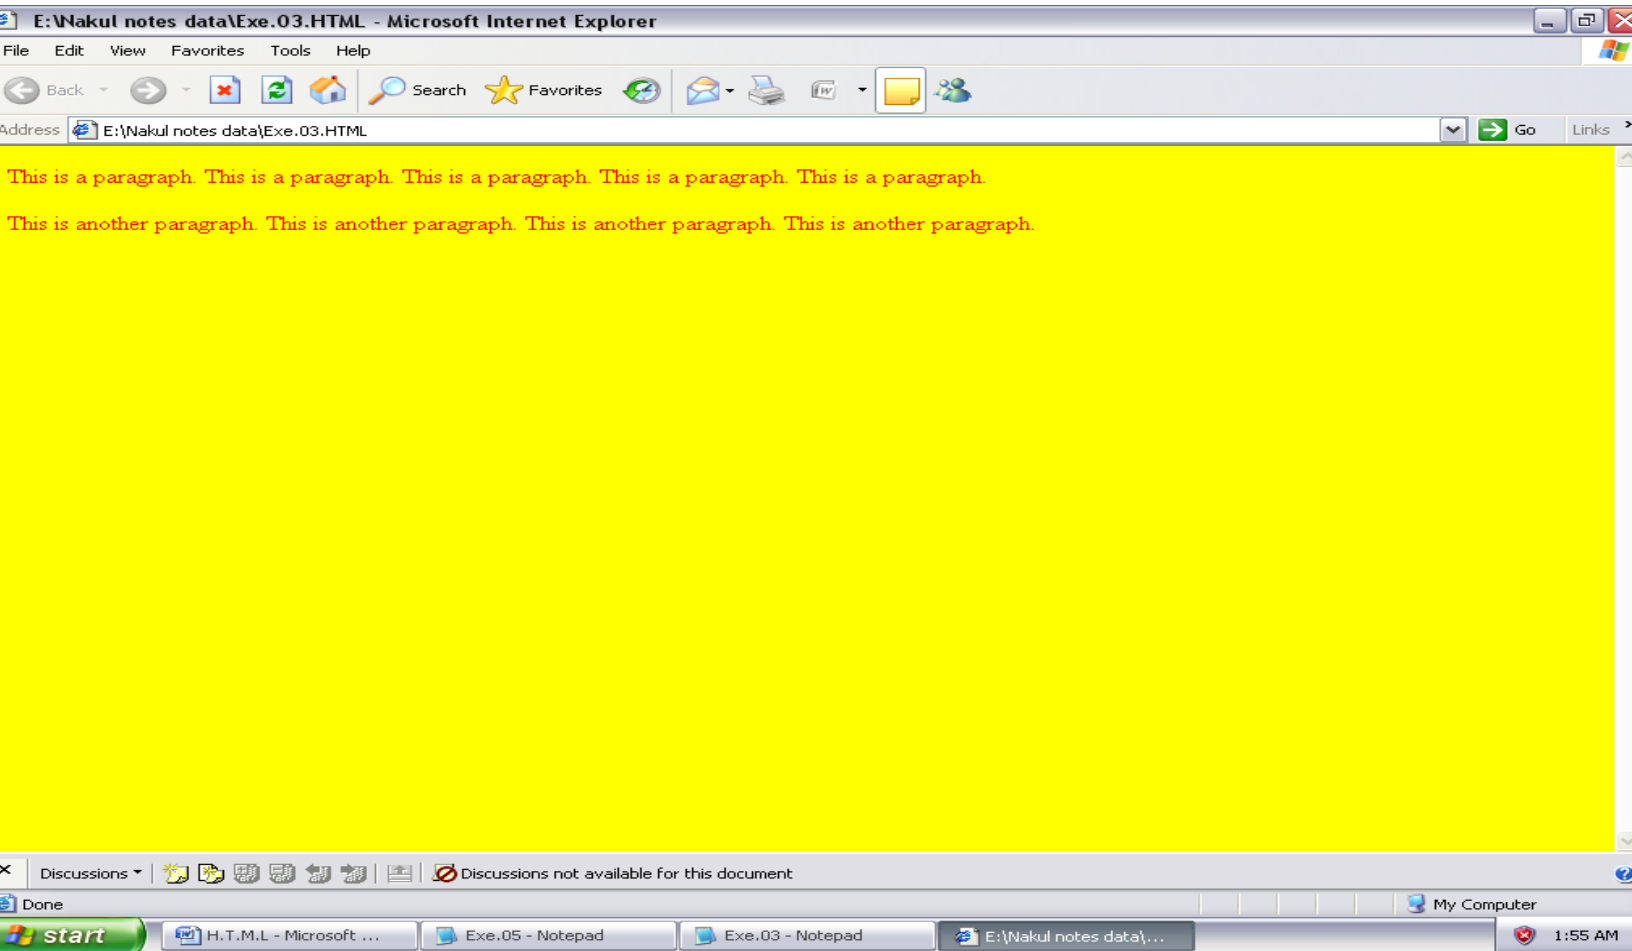 E:\Nakul notes data\Exe.03.HTML - Microsoft Internet Explorer
File Edit View Favorites Tools Help
Back Search Favorites W
Address E:\Nakul notes data\Exe.03.HTML Go Links
This is a paragraph. This is a paragraph. This is a paragraph. This is a paragraph. This is a paragraph.
This is another paragraph. This is another paragraph. This is another paragraph. This is another paragraph.
Discussions Discussions not available for this document
Done My Computer
start H.T.M.L - Microsoft ... Exe.05 - Notepad Exe.03 - Notepad E:\Nakul notes data\... 1:55 AM